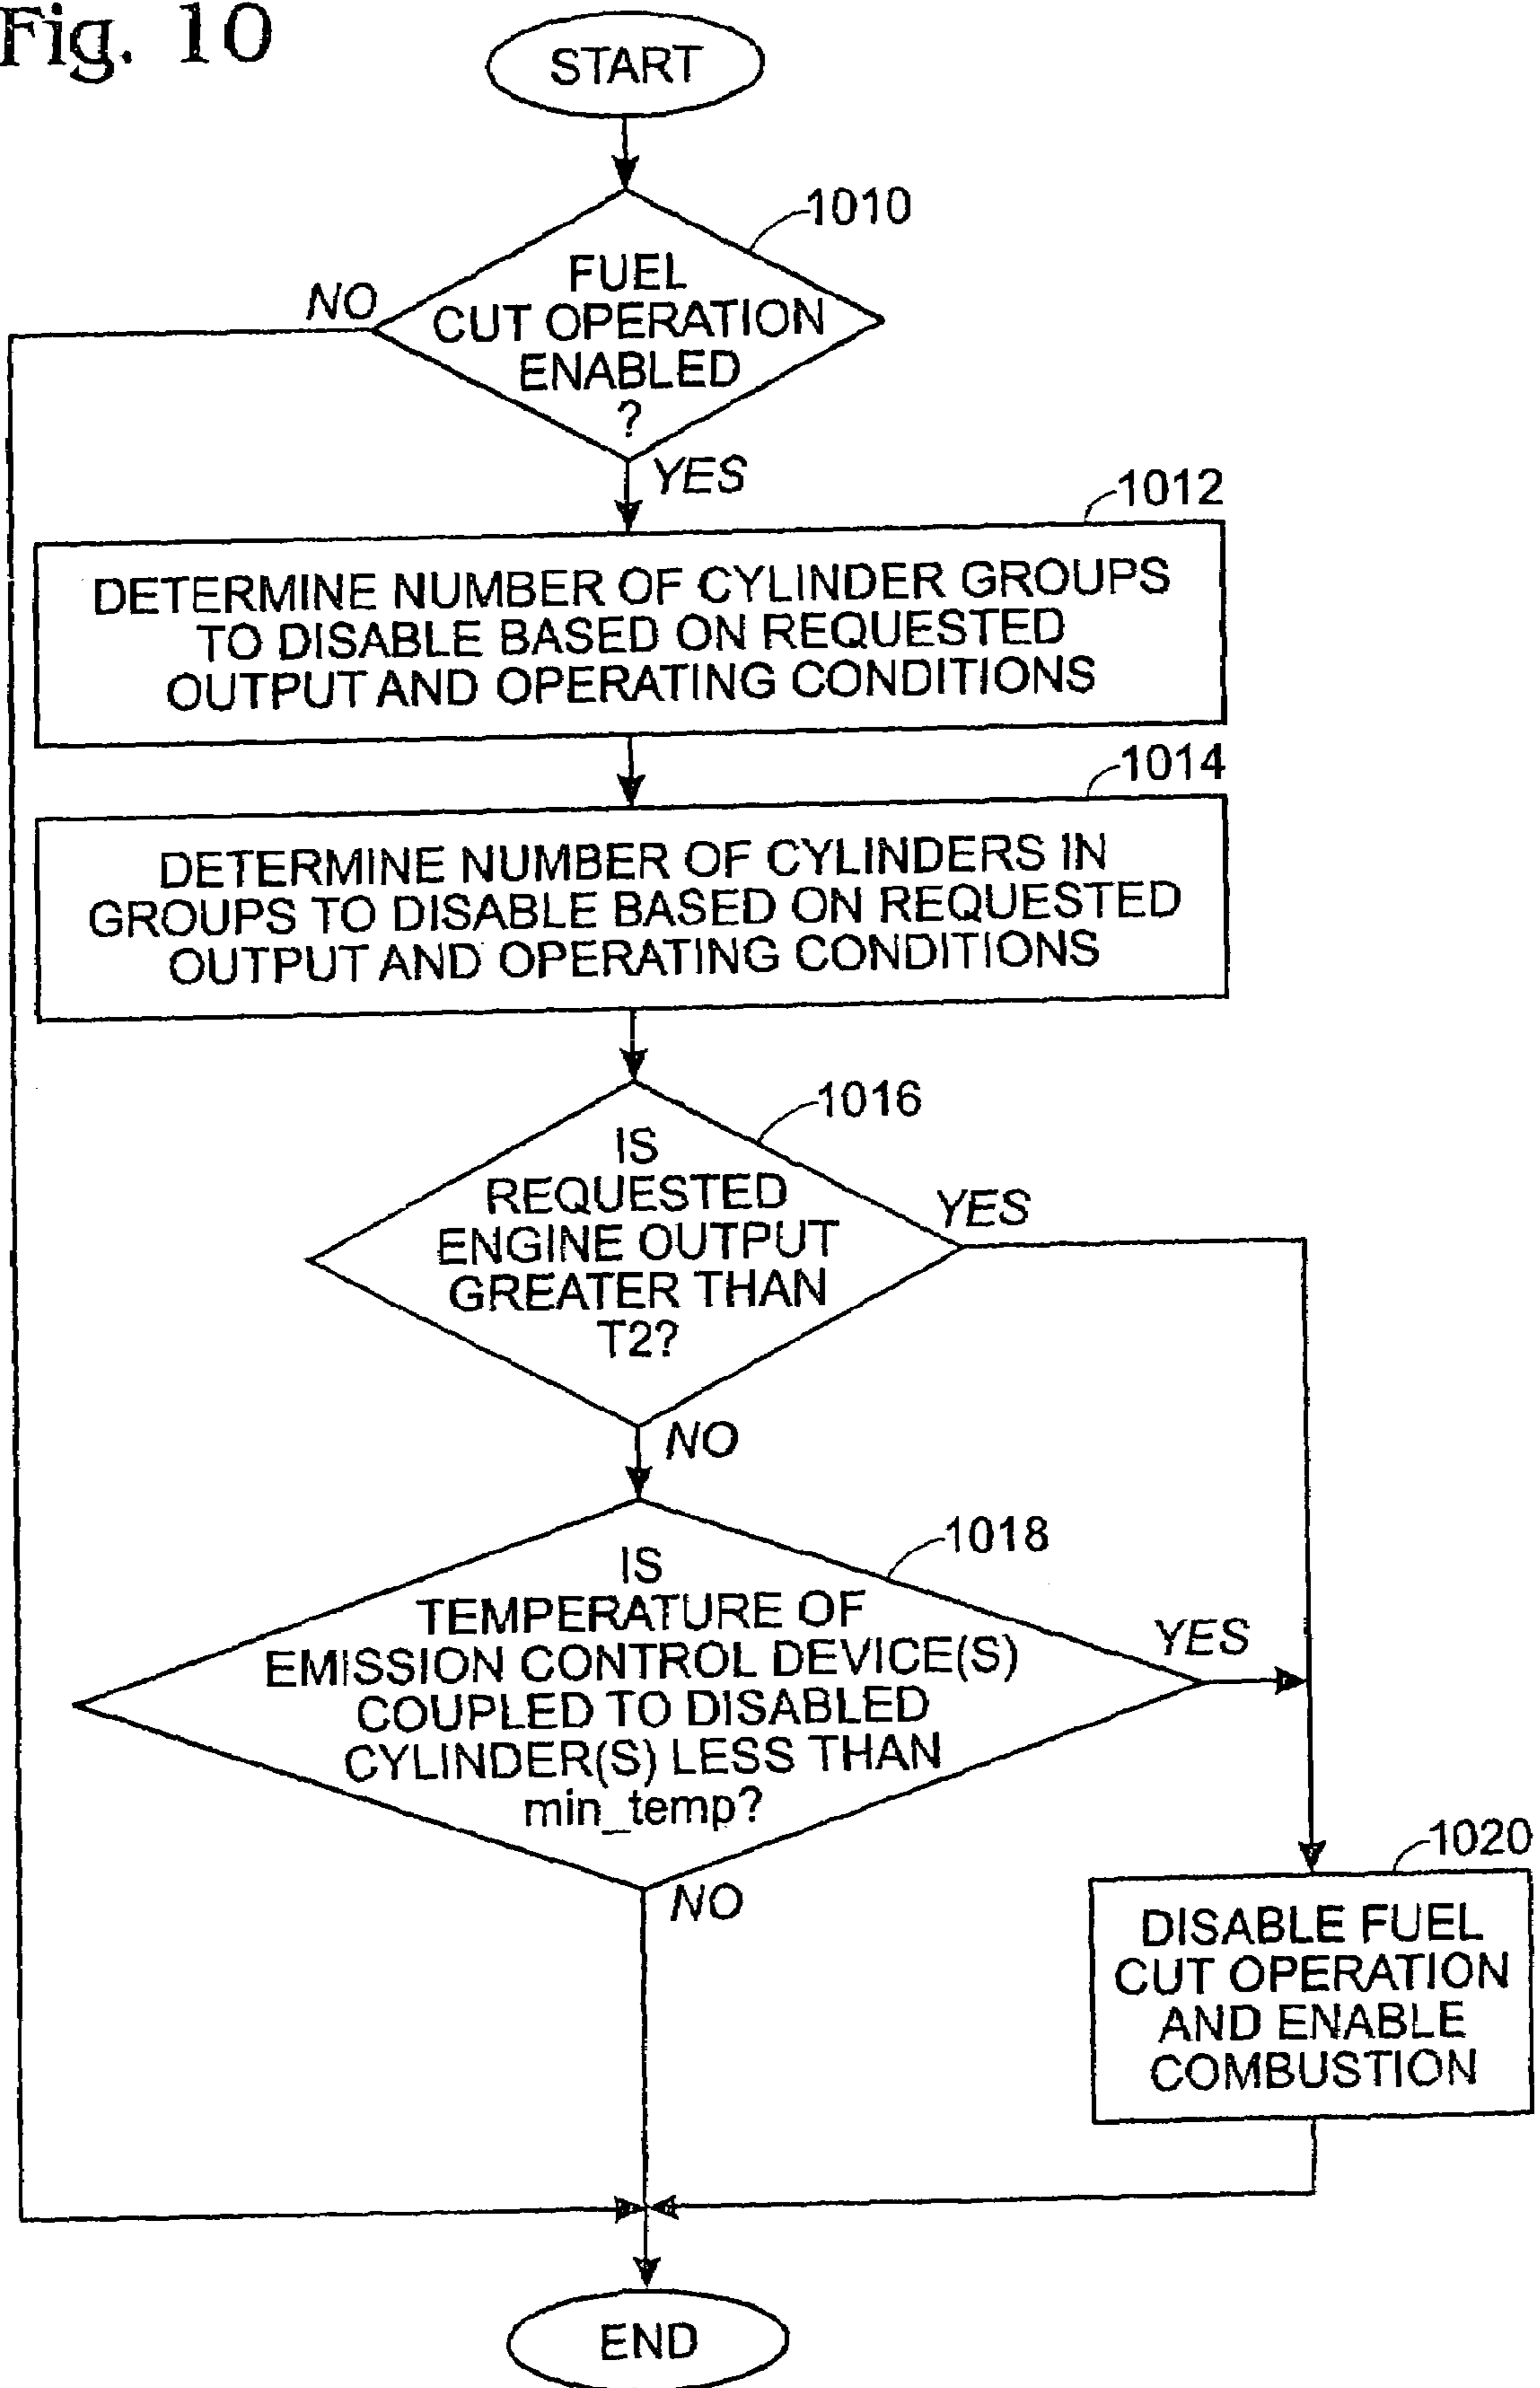 Fig. 10
START
1010
FUEL
CUT OPERATION
ENABLED
?
NO
YES
1012
DETERMINE NUMBER OF CYLINDER GROUPS
TO DISABLE BASED ON REQUESTED
OUTPUT AND OPERATING CONDITIONS
1014
DETERMINE NUMBER OF CYLINDERS IN
GROUPS TO DISABLE BASED ON REQUESTED
OUTPUT AND OPERATING CONDITIONS
1016
IS
REQUESTED
ENGINE OUTPUT
GREATER THAN
T2?
YES
NO
1018
IS
TEMPERATURE OF
EMISSION CONTROL DEVICE(S)
COUPLED TO DISABLED
CYLINDER(S) LESS THAN
min_temp?
YES
NO
1020
DISABLE FUEL
CUT OPERATION
AND ENABLE
COMBUSTION
END